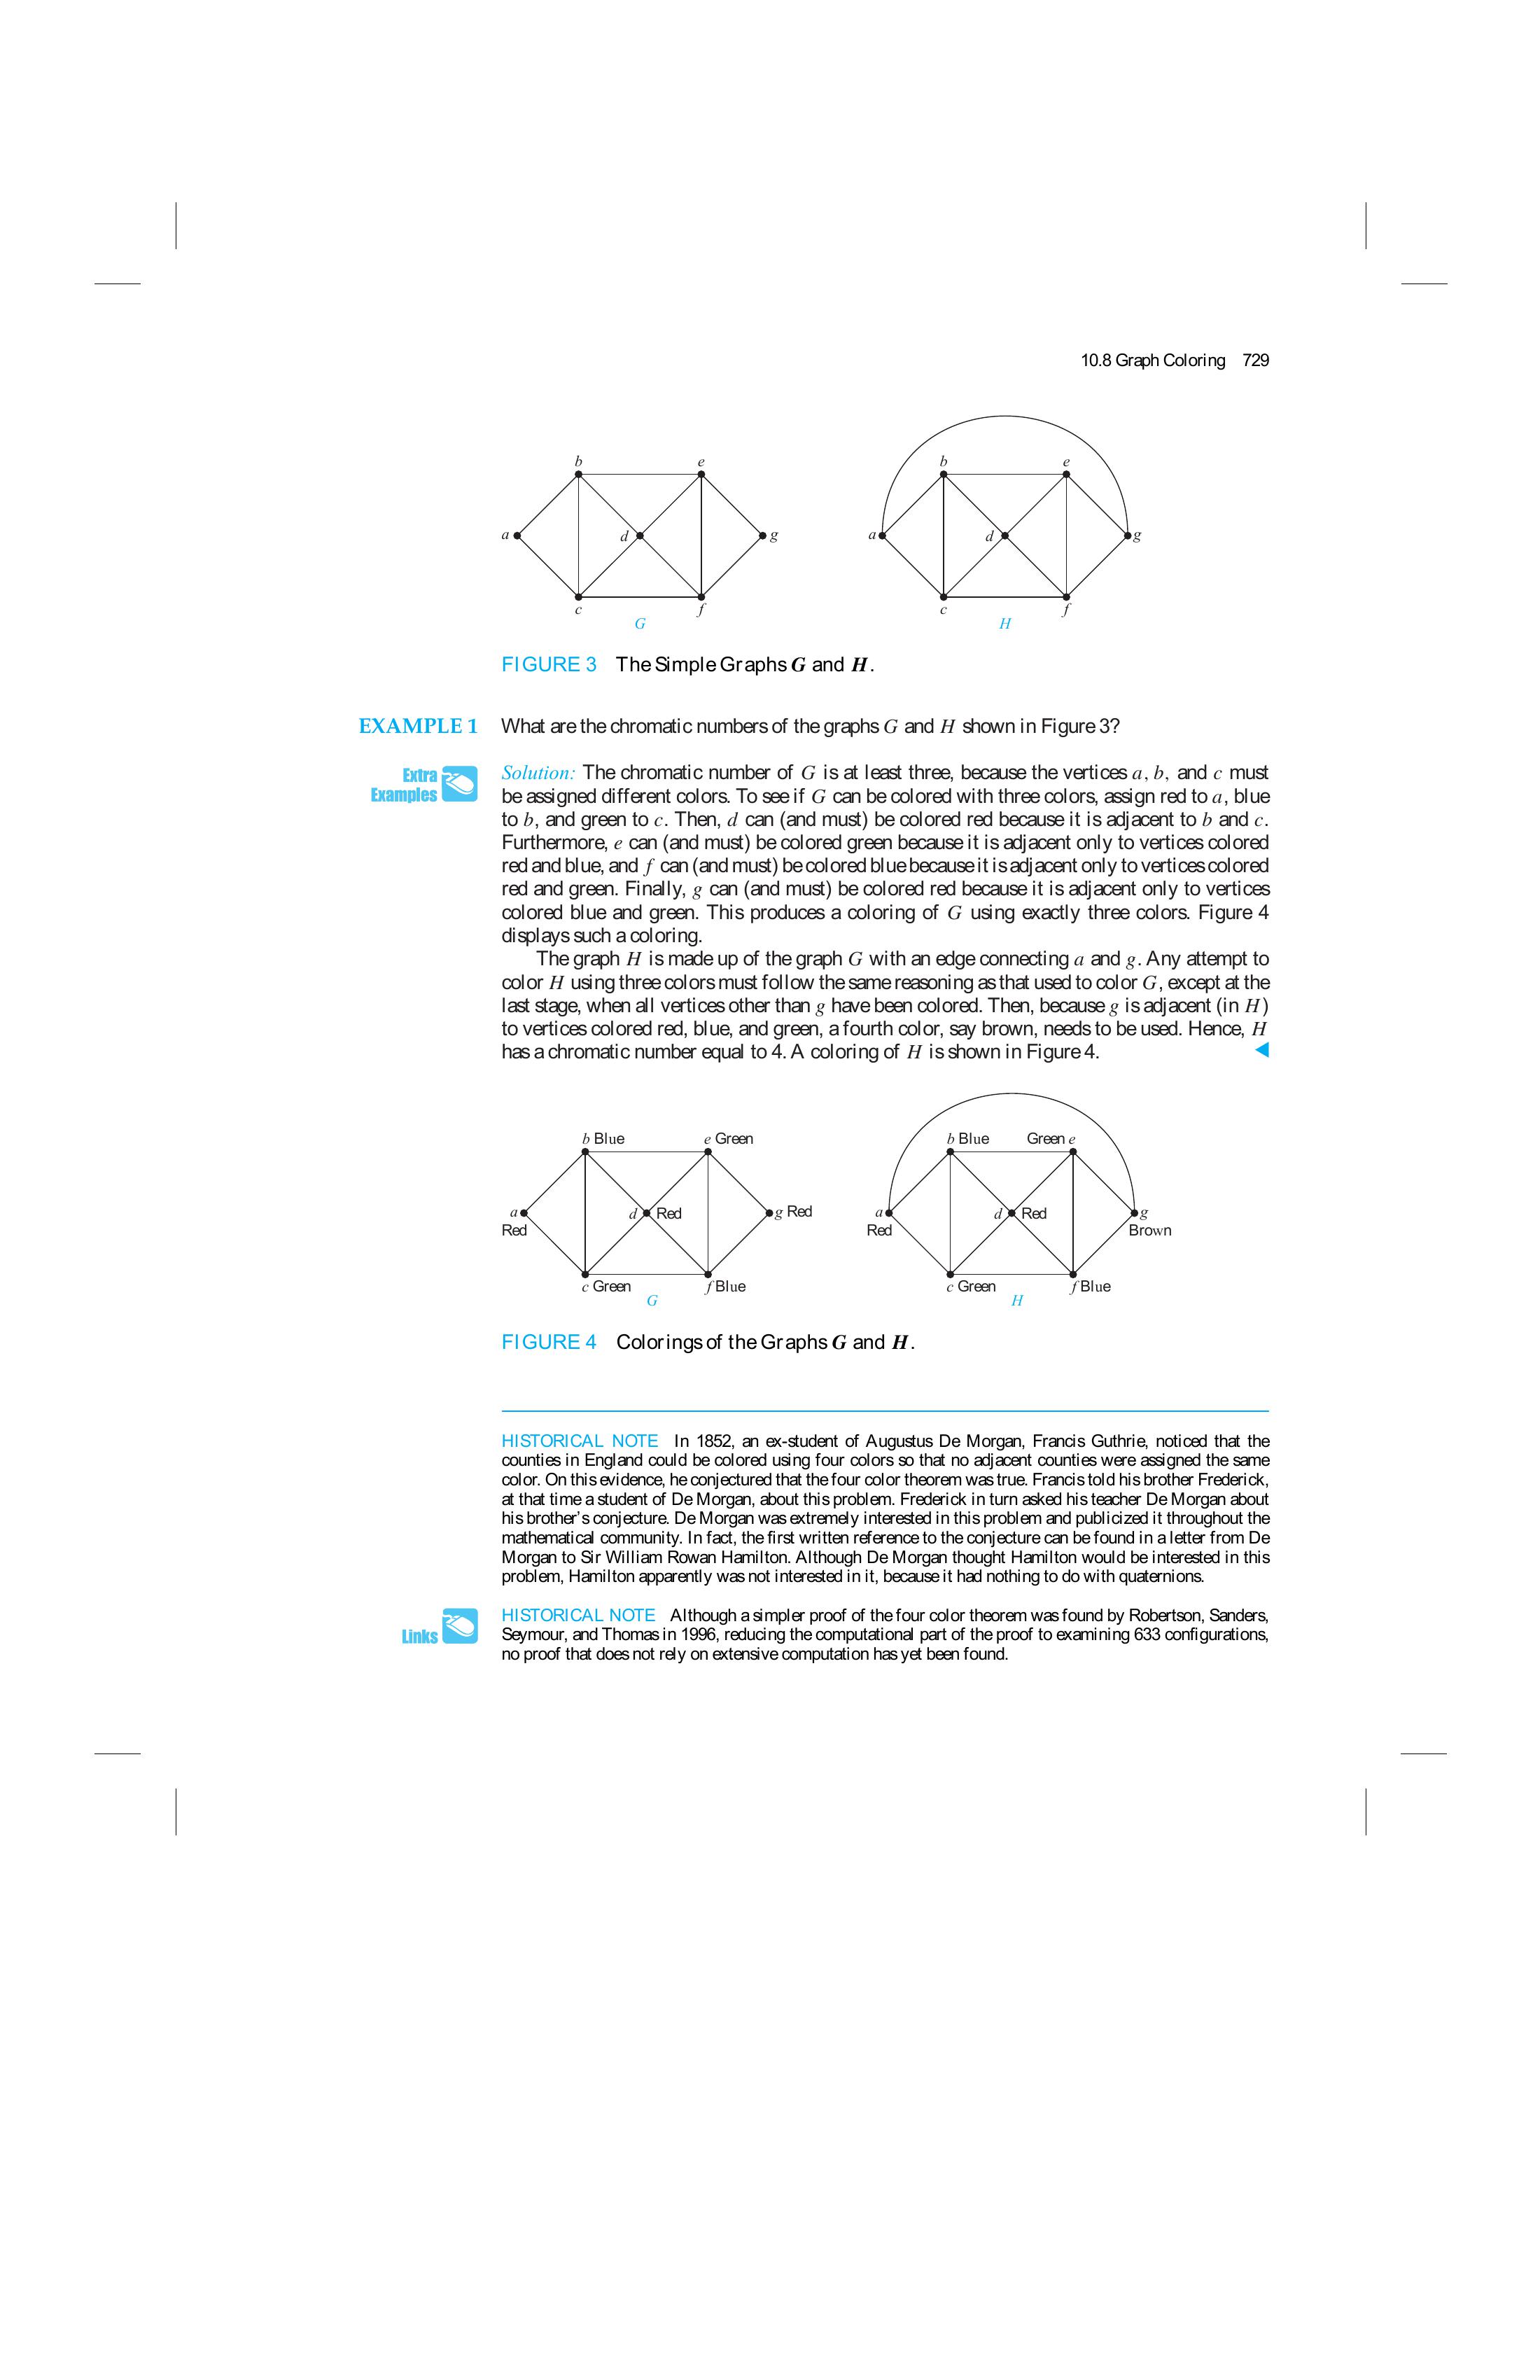 10.8 Graph Coloring 729
b e b e
a d g a d g
c f c f
G H
FIGURE 3 The Simple Graphs G and H.
EXAMPLE 1 What are the chromatic numbers of the graphs G and H shown in Figure 3?
Extra Examples
Solution: The chromatic number of G is at least three, because the vertices a, b, and c must
be assigned different colors. To see if G can be colored with three colors, assign red to a, blue
to b, and green to c. Then, d can (and must) be colored red because it is adjacent to b and c.
Furthermore, e can (and must) be colored green because it is adjacent only to vertices colored
red and blue, and f can (and must) be colored blue because it is adjacent only to vertices colored
red and green. Finally, g can (and must) be colored red because it is adjacent only to vertices
colored blue and green. This produces a coloring of G using exactly three colors. Figure 4
displays such a coloring.
The graph H is made up of the graph G with an edge connecting a and g. Any attempt to
color H using three colors must follow the same reasoning as that used to color G, except at the
last stage, when all vertices other than g have been colored. Then, because g is adjacent (in H)
to vertices colored red, blue, and green, a fourth color, say brown, needs to be used. Hence, H
has a chromatic number equal to 4. A coloring of H is shown in Figure 4.
b Blue e Green b Blue Green e
a d Red g Red a d Red g
Red Red Brown
c Green f Blue c Green f Blue
G H
FIGURE 4 Colorings of the Graphs G and H.
HISTORICAL NOTE In 1852, an ex-student of Augustus De Morgan, Francis Guthrie, noticed that the
counties in England could be colored using four colors so that no adjacent counties were assigned the same
color. On this evidence, he conjectured that the four color theorem was true. Francis told his brother Frederick,
at that time a student of De Morgan, about this problem. Frederick in turn asked his teacher De Morgan about
his brother's conjecture. De Morgan was extremely interested in this problem and publicized it throughout the
mathematical community. In fact, the first written reference to the conjecture can be found in a letter from De
Morgan to Sir William Rowan Hamilton. Although De Morgan thought Hamilton would be interested in this
problem, Hamilton apparently was not interested in it, because it had nothing to do with quaternions.
Links
HISTORICAL NOTE Although a simpler proof of the four color theorem was found by Robertson, Sanders,
Seymour, and Thomas in 1996, reducing the computational part of the proof to examining 633 configurations,
no proof that does not rely on extensive computation has yet been found.